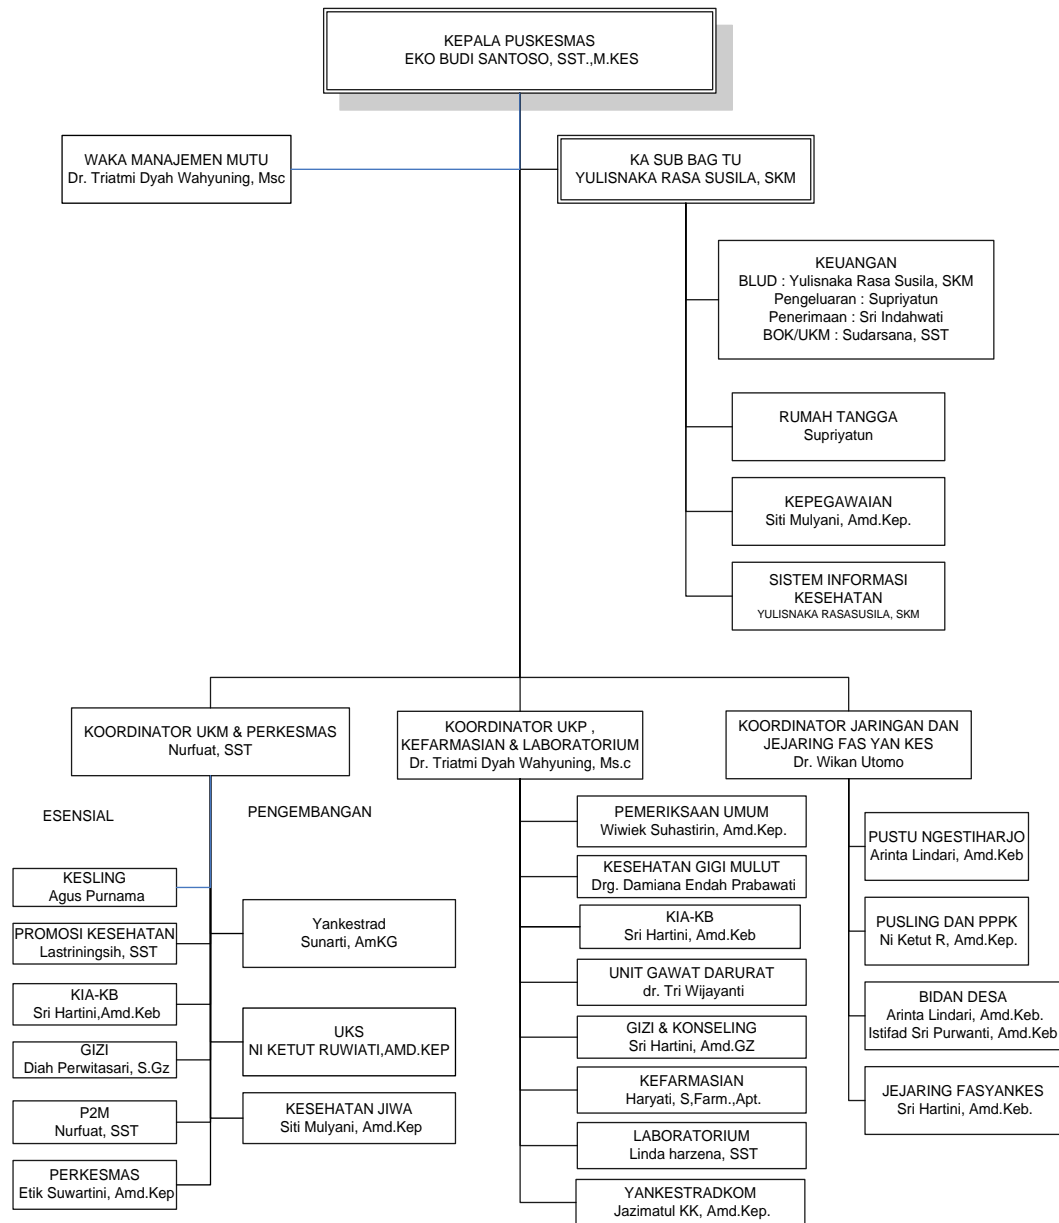 KEPALA PUSKESMAS
EKO BUDI SANTOSO, SST.,M.KES
WAKA MANAJEMEN MUTU
Dr. Triatmi Dyah Wahyuning, Msc
KA SUB BAG TU
YULISNAKA RASA SUSILA, SKM
KEUANGAN
BLUD : Yulisnaka Rasa Susila, SKM
Pengeluaran : Supriyatun
Penerimaan : Sri Indahwati
BOK/UKM : Sudarsana, SST
RUMAH TANGGA
Supriyatun
KEPEGAWAIAN
Siti Mulyani, Amd.Kep.
SISTEM INFORMASI
KESEHATAN
YULISNAKA RASASUSILA, SKM
KOORDINATOR UKM & PERKESMAS
Nurfuat, SST
ESENSIAL
PENGEMBANGAN
KESLING
Agus Purnama
PROMOSI KESEHATAN
Lastriningsih, SST
KIA-KB
Sri Hartini,Amd.Keb
GIZI
Diah Perwitasari, S.Gz
P2M
Nurfuat, SST
PERKESMAS
Etik Suwartini, Amd.Kep
Yankestrad
Sunarti, AmKG
UKS
NI KETUT RUWIATI,AMD.KEP
KESEHATAN JIWA
Siti Mulyani, Amd.Kep
KOORDINATOR UKP ,
KEFARMASIAN & LABORATORIUM
Dr. Triatmi Dyah Wahyuning, Ms.c
PEMERIKSAAN UMUM
Wiwiek Suhastirin, Amd.Kep.
KESEHATAN GIGI MULUT
Drg. Damiana Endah Prabawati
KIA-KB
Sri Hartini, Amd.Keb
UNIT GAWAT DARURAT
dr. Tri Wijayanti
GIZI & KONSELING
Sri Hartini, Amd.GZ
KEFARMASIAN
Haryati, S,Farm.,Apt.
LABORATORIUM
Linda harzena, SST
YANKESTRADKOM
Jazimatul KK, Amd.Kep.
KOORDINATOR JARINGAN DAN
JEJARING FAS YAN KES
Dr. Wikan Utomo
PUSTU NGESTIHARJO
Arinta Lindari, Amd.Keb
PUSLING DAN PPPK
Ni Ketut R, Amd.Kep.
BIDAN DESA
Arinta Lindari, Amd.Keb.
Istifad Sri Purwanti, Amd.Keb
JEJARING FASYANKES
Sri Hartini, Amd.Keb.